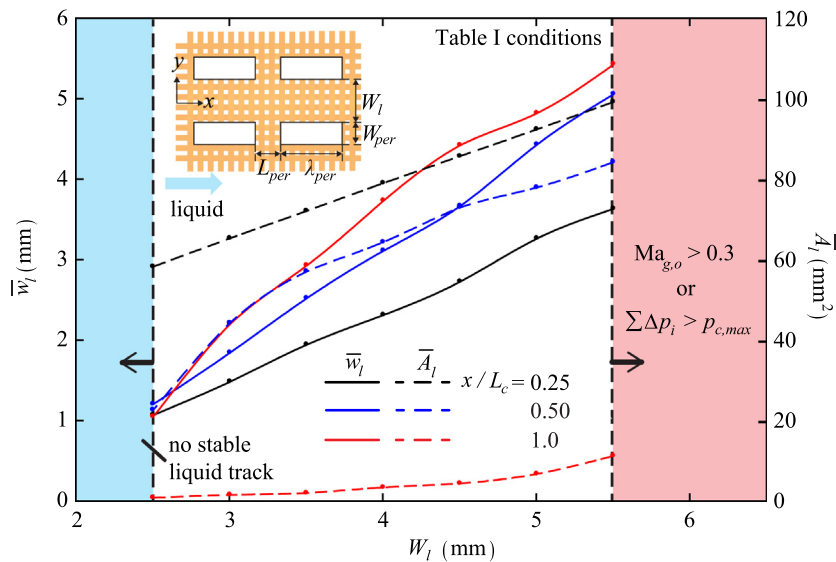 Table I conditions
y
x
W_l
W_per
L_per
λ_per
liquid
Ma_g,o > 0.3
or
∑Δp_i > p_c,max
w̅_l
A̅_l
x / L_c = 0.25
0.50
1.0
no stable
liquid track
6
5
4
3
2
1
0
w̅_l (mm)
120
100
80
60
40
20
0
A̅_l (mm²)
2
3
4
5
6
W_l (mm)